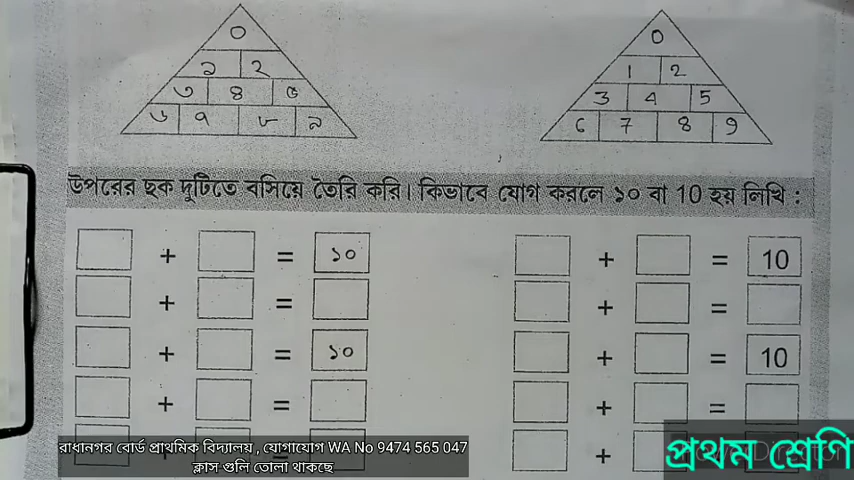 ০
১ ২
৩ ৪ ৫
৬ ৭ ৮ ৯
0
1 2
3 4 5
6 7 8 9
উপরের ছক দুটিতে বসিয়ে তৈরি করি। কিভাবে যোগ করলে ১০ বা 10 হয় লিখি :
+ = ১০
+ =
+ = ১০
+ =
+ =
+ = 10
+ =
+ = 10
+ =
+
রাধানগর বোর্ড প্রাথমিক বিদ্যালয় , যোগাযোগ WA No 9474 565 047
ক্লাস গুলি তোলা থাকছে
প্রথম শ্রেণি